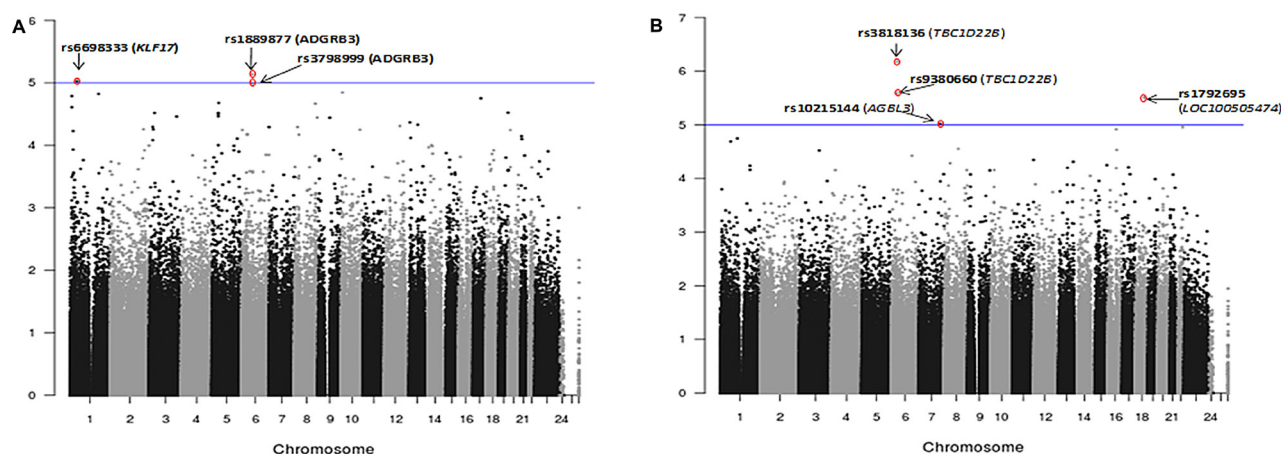 A
6
5
4
3
2
1
0
rs6698333 (KLF17)
rs1889877 (ADGRB3)
rs3798999 (ADGRB3)
1 2 3 4 5 6 7 8 9 10 12 14 16 18 21 24
Chromosome
B
7
6
5
4
3
2
1
0
rs3818136 (TBC1D22B)
rs9380660 (TBC1D22B)
rs10215144 (AGBL3)
rs1792695
(LOC100505474)
1 2 3 4 5 6 7 8 9 10 12 14 16 18 21 24
Chromosome